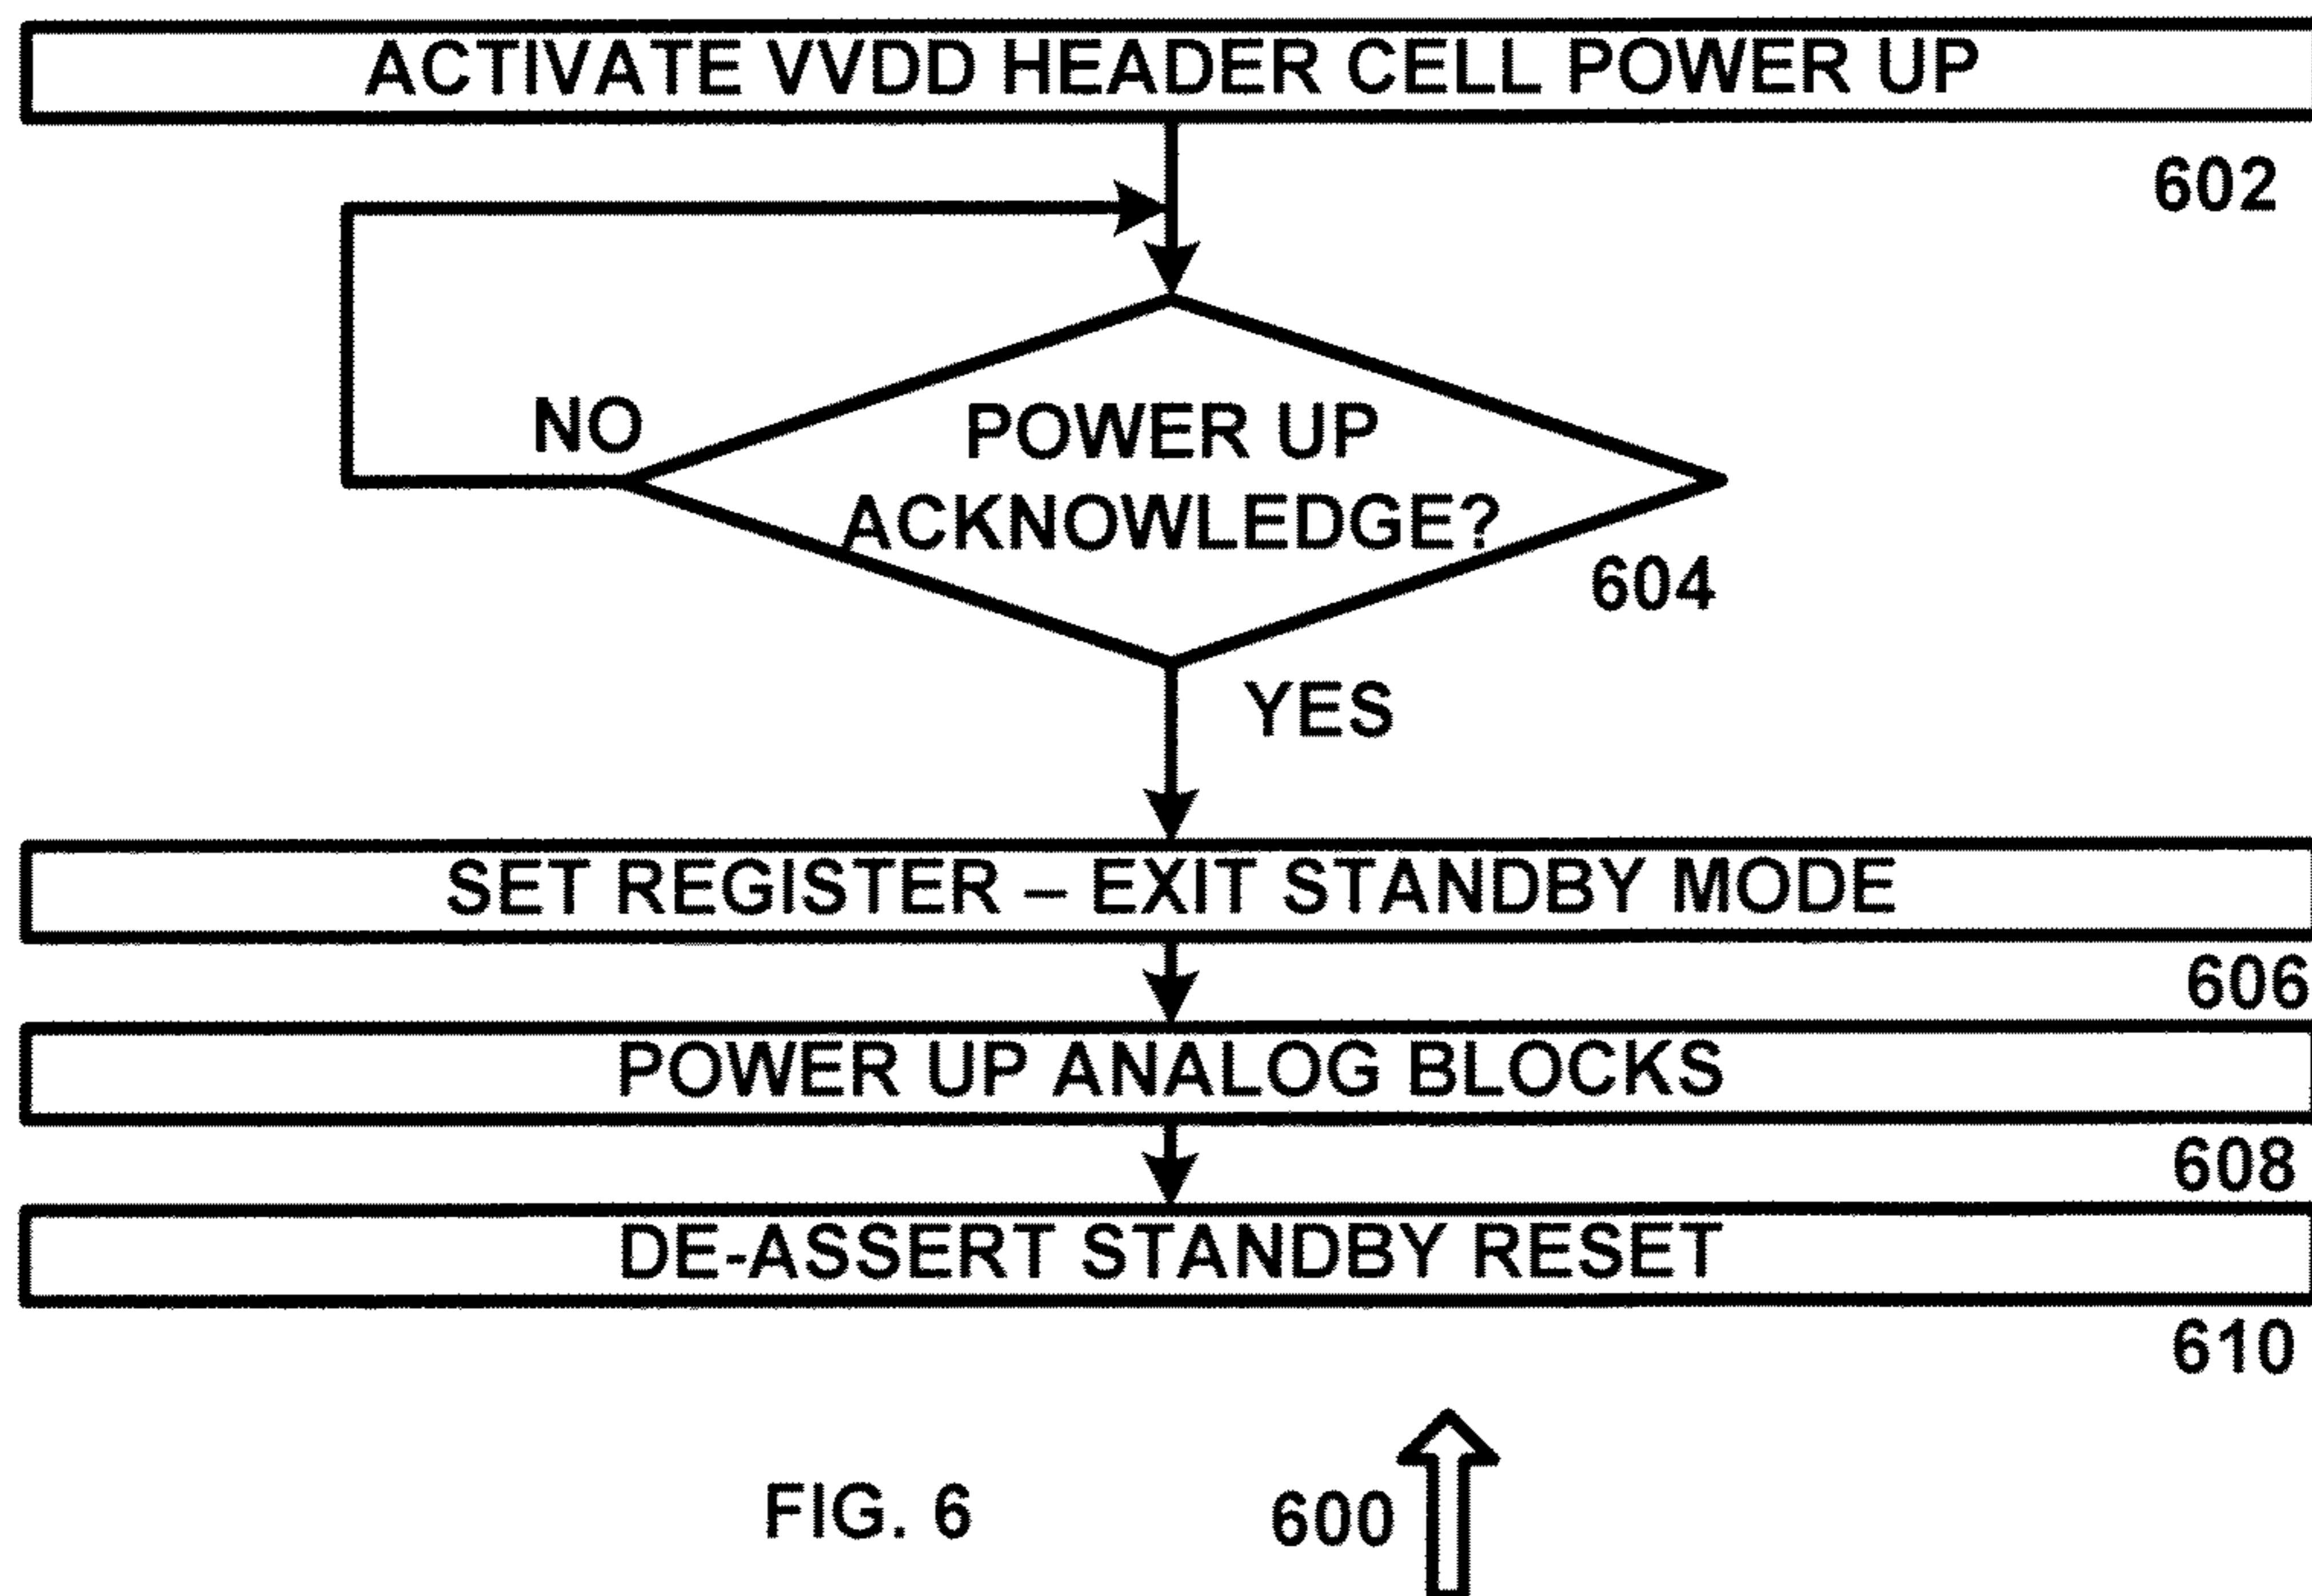 ACTIVATE VVDD HEADER CELL POWER UP
602
NO
POWER UP
ACKNOWLEDGE?
604
YES
SET REGISTER – EXIT STANDBY MODE
606
POWER UP ANALOG BLOCKS
608
DE-ASSERT STANDBY RESET
610
FIG. 6
600